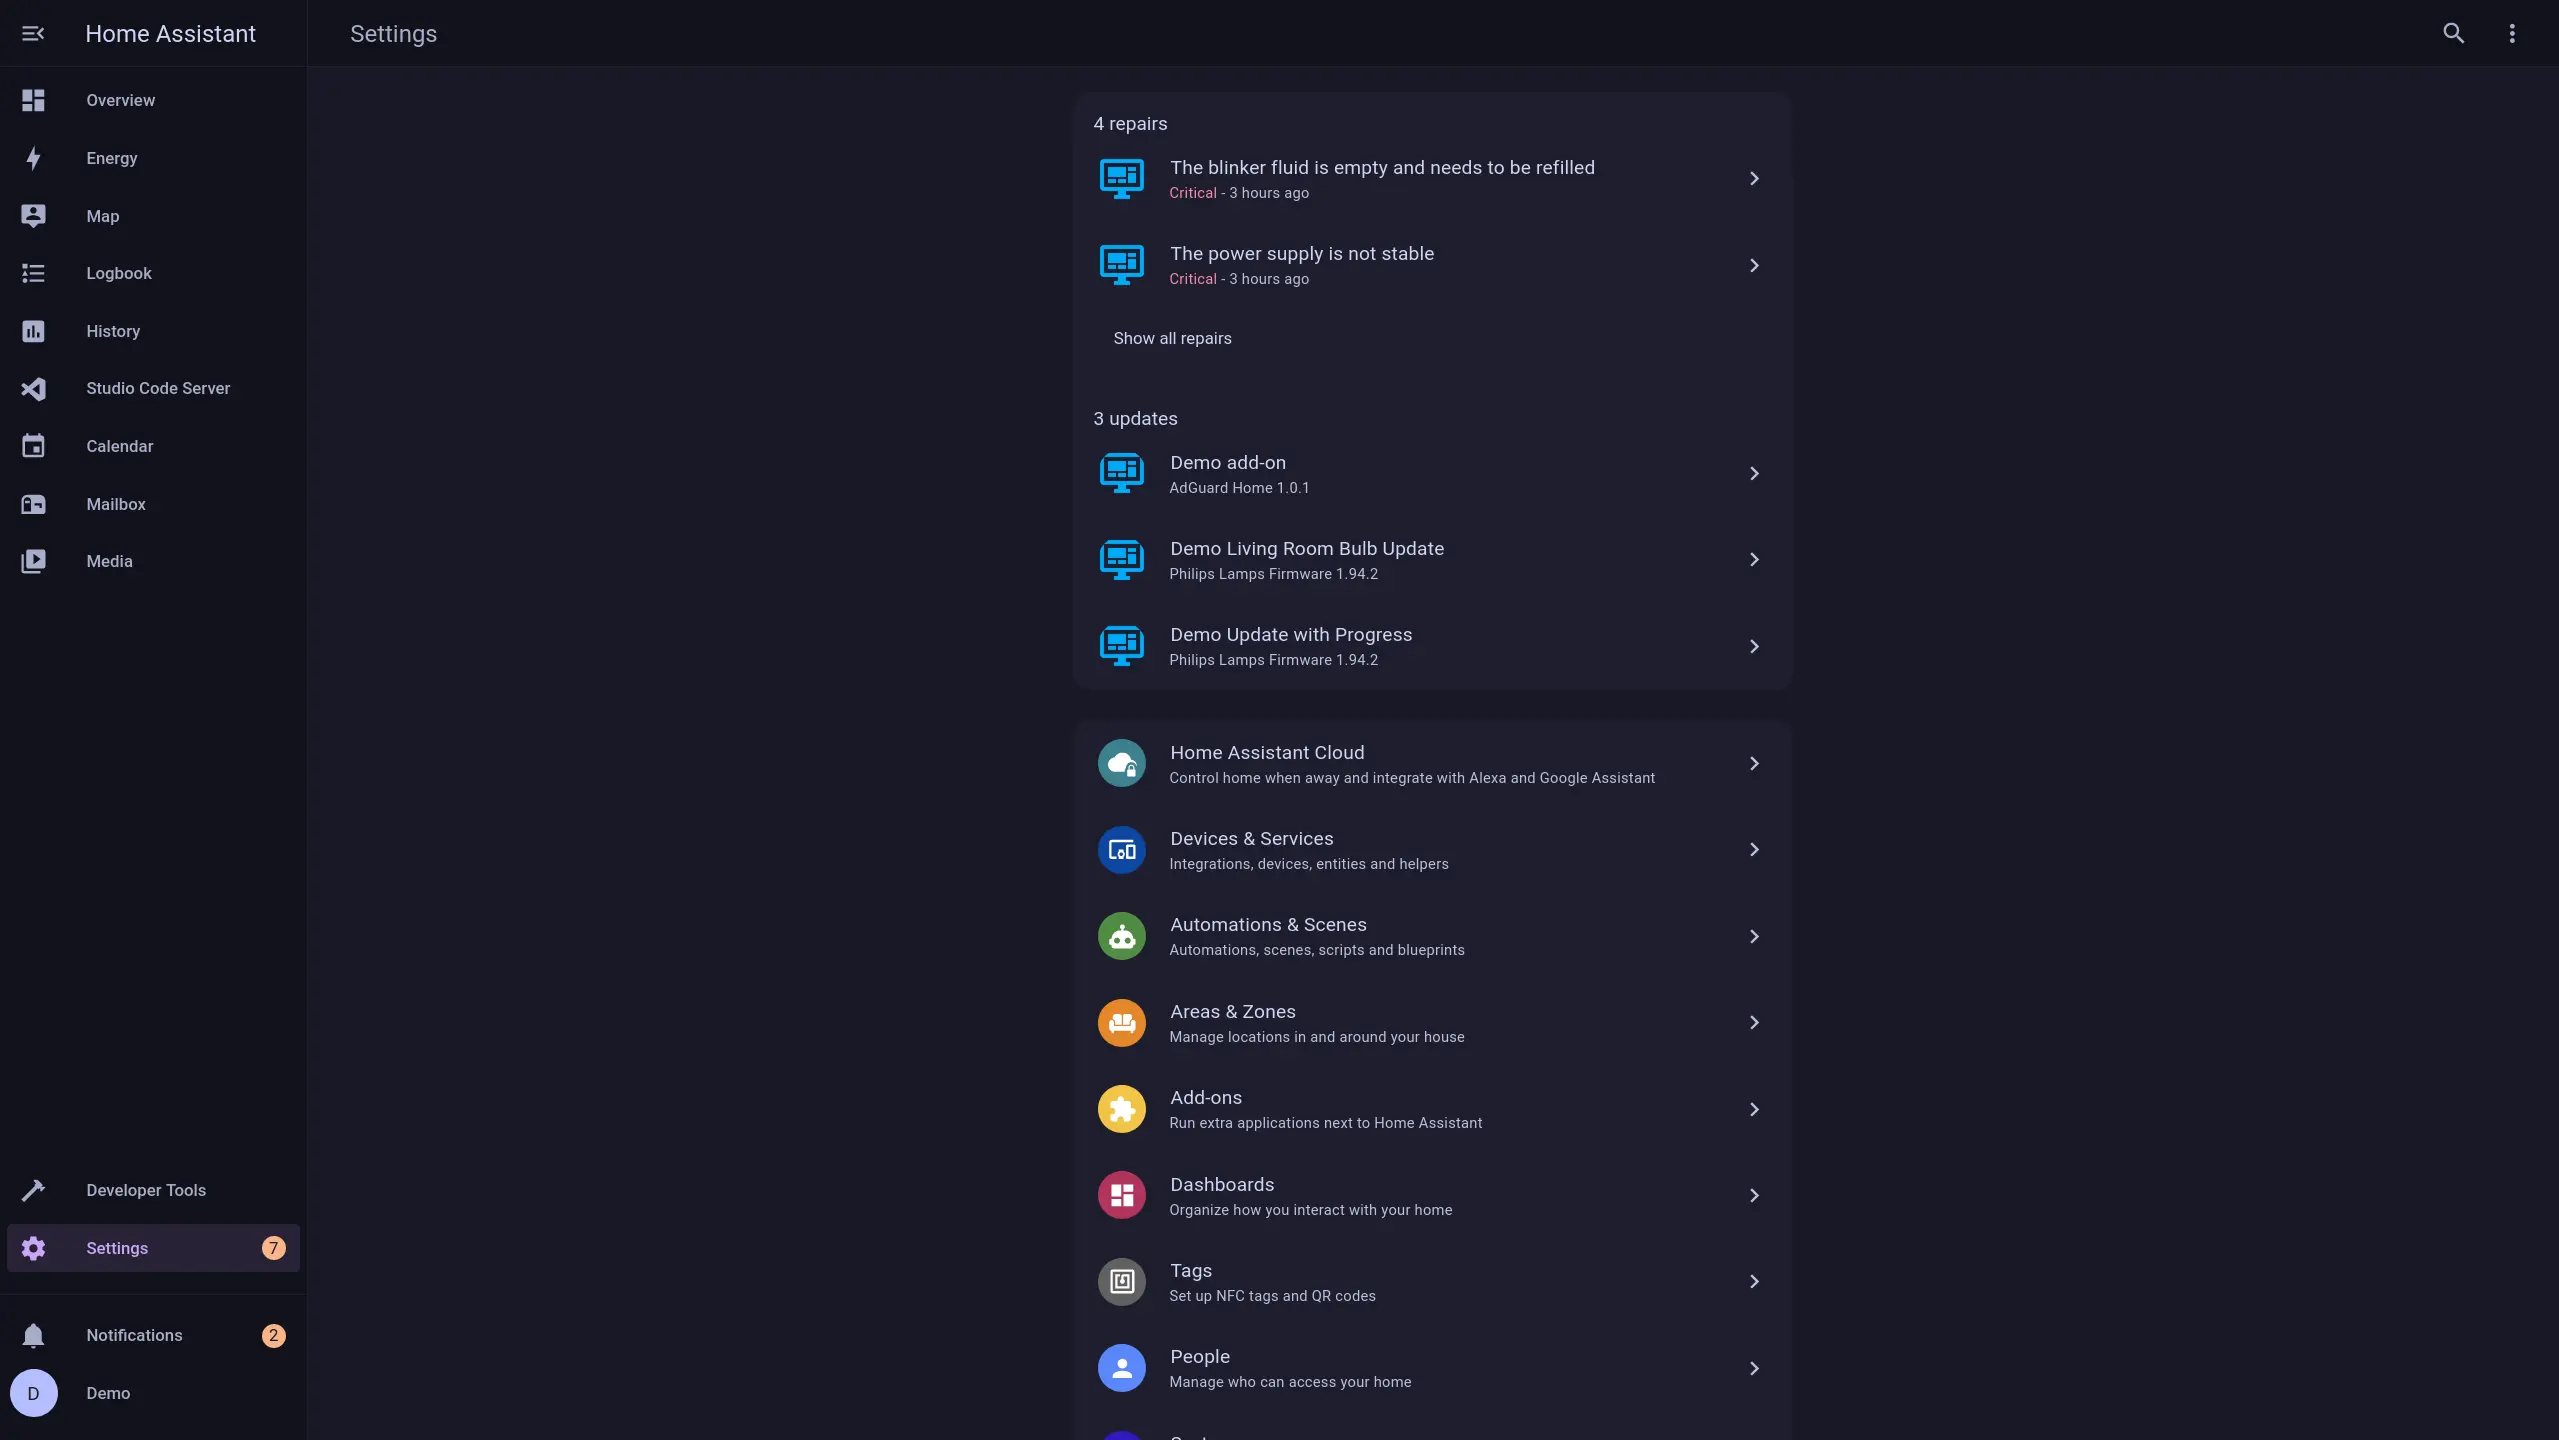 Home Assistant
Settings
Overview
Energy
Map
Logbook
History
Studio Code Server
Calendar
Mailbox
Media
Developer Tools
Settings 7
Notifications 2
D Demo
4 repairs
The blinker fluid is empty and needs to be refilled
Critical - 3 hours ago
The power supply is not stable
Critical - 3 hours ago
Show all repairs
3 updates
Demo add-on
AdGuard Home 1.0.1
Demo Living Room Bulb Update
Philips Lamps Firmware 1.94.2
Demo Update with Progress
Philips Lamps Firmware 1.94.2
Home Assistant Cloud
Control home when away and integrate with Alexa and Google Assistant
Devices & Services
Integrations, devices, entities and helpers
Automations & Scenes
Automations, scenes, scripts and blueprints
Areas & Zones
Manage locations in and around your house
Add-ons
Run extra applications next to Home Assistant
Dashboards
Organize how you interact with your home
Tags
Set up NFC tags and QR codes
People
Manage who can access your home